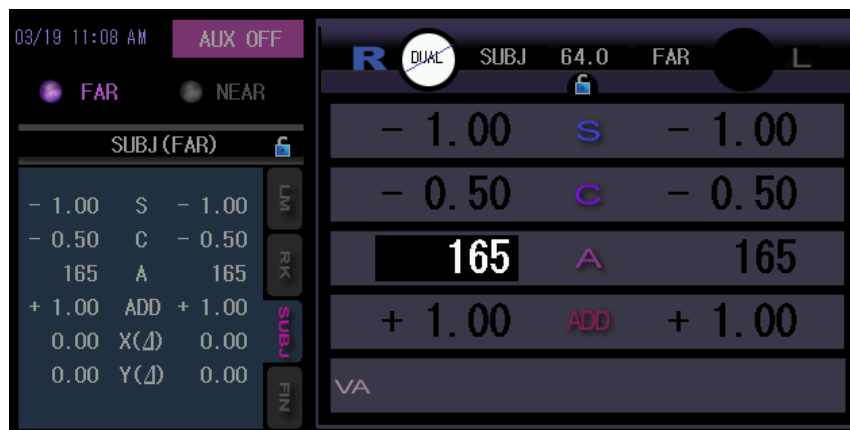 03/19 11:08 AM
AUX OFF
FAR NEAR
SUBJ(FAR)
- 1.00 S - 1.00
- 0.50 C - 0.50
165 A 165
+ 1.00 ADD + 1.00
0.00 X(Δ) 0.00
0.00 Y(Δ) 0.00
LM
RK
SUBJ
FIN
R DUAL SUBJ 64.0 FAR L
- 1.00 S - 1.00
- 0.50 C - 0.50
165 A 165
+ 1.00 ADD + 1.00
VA